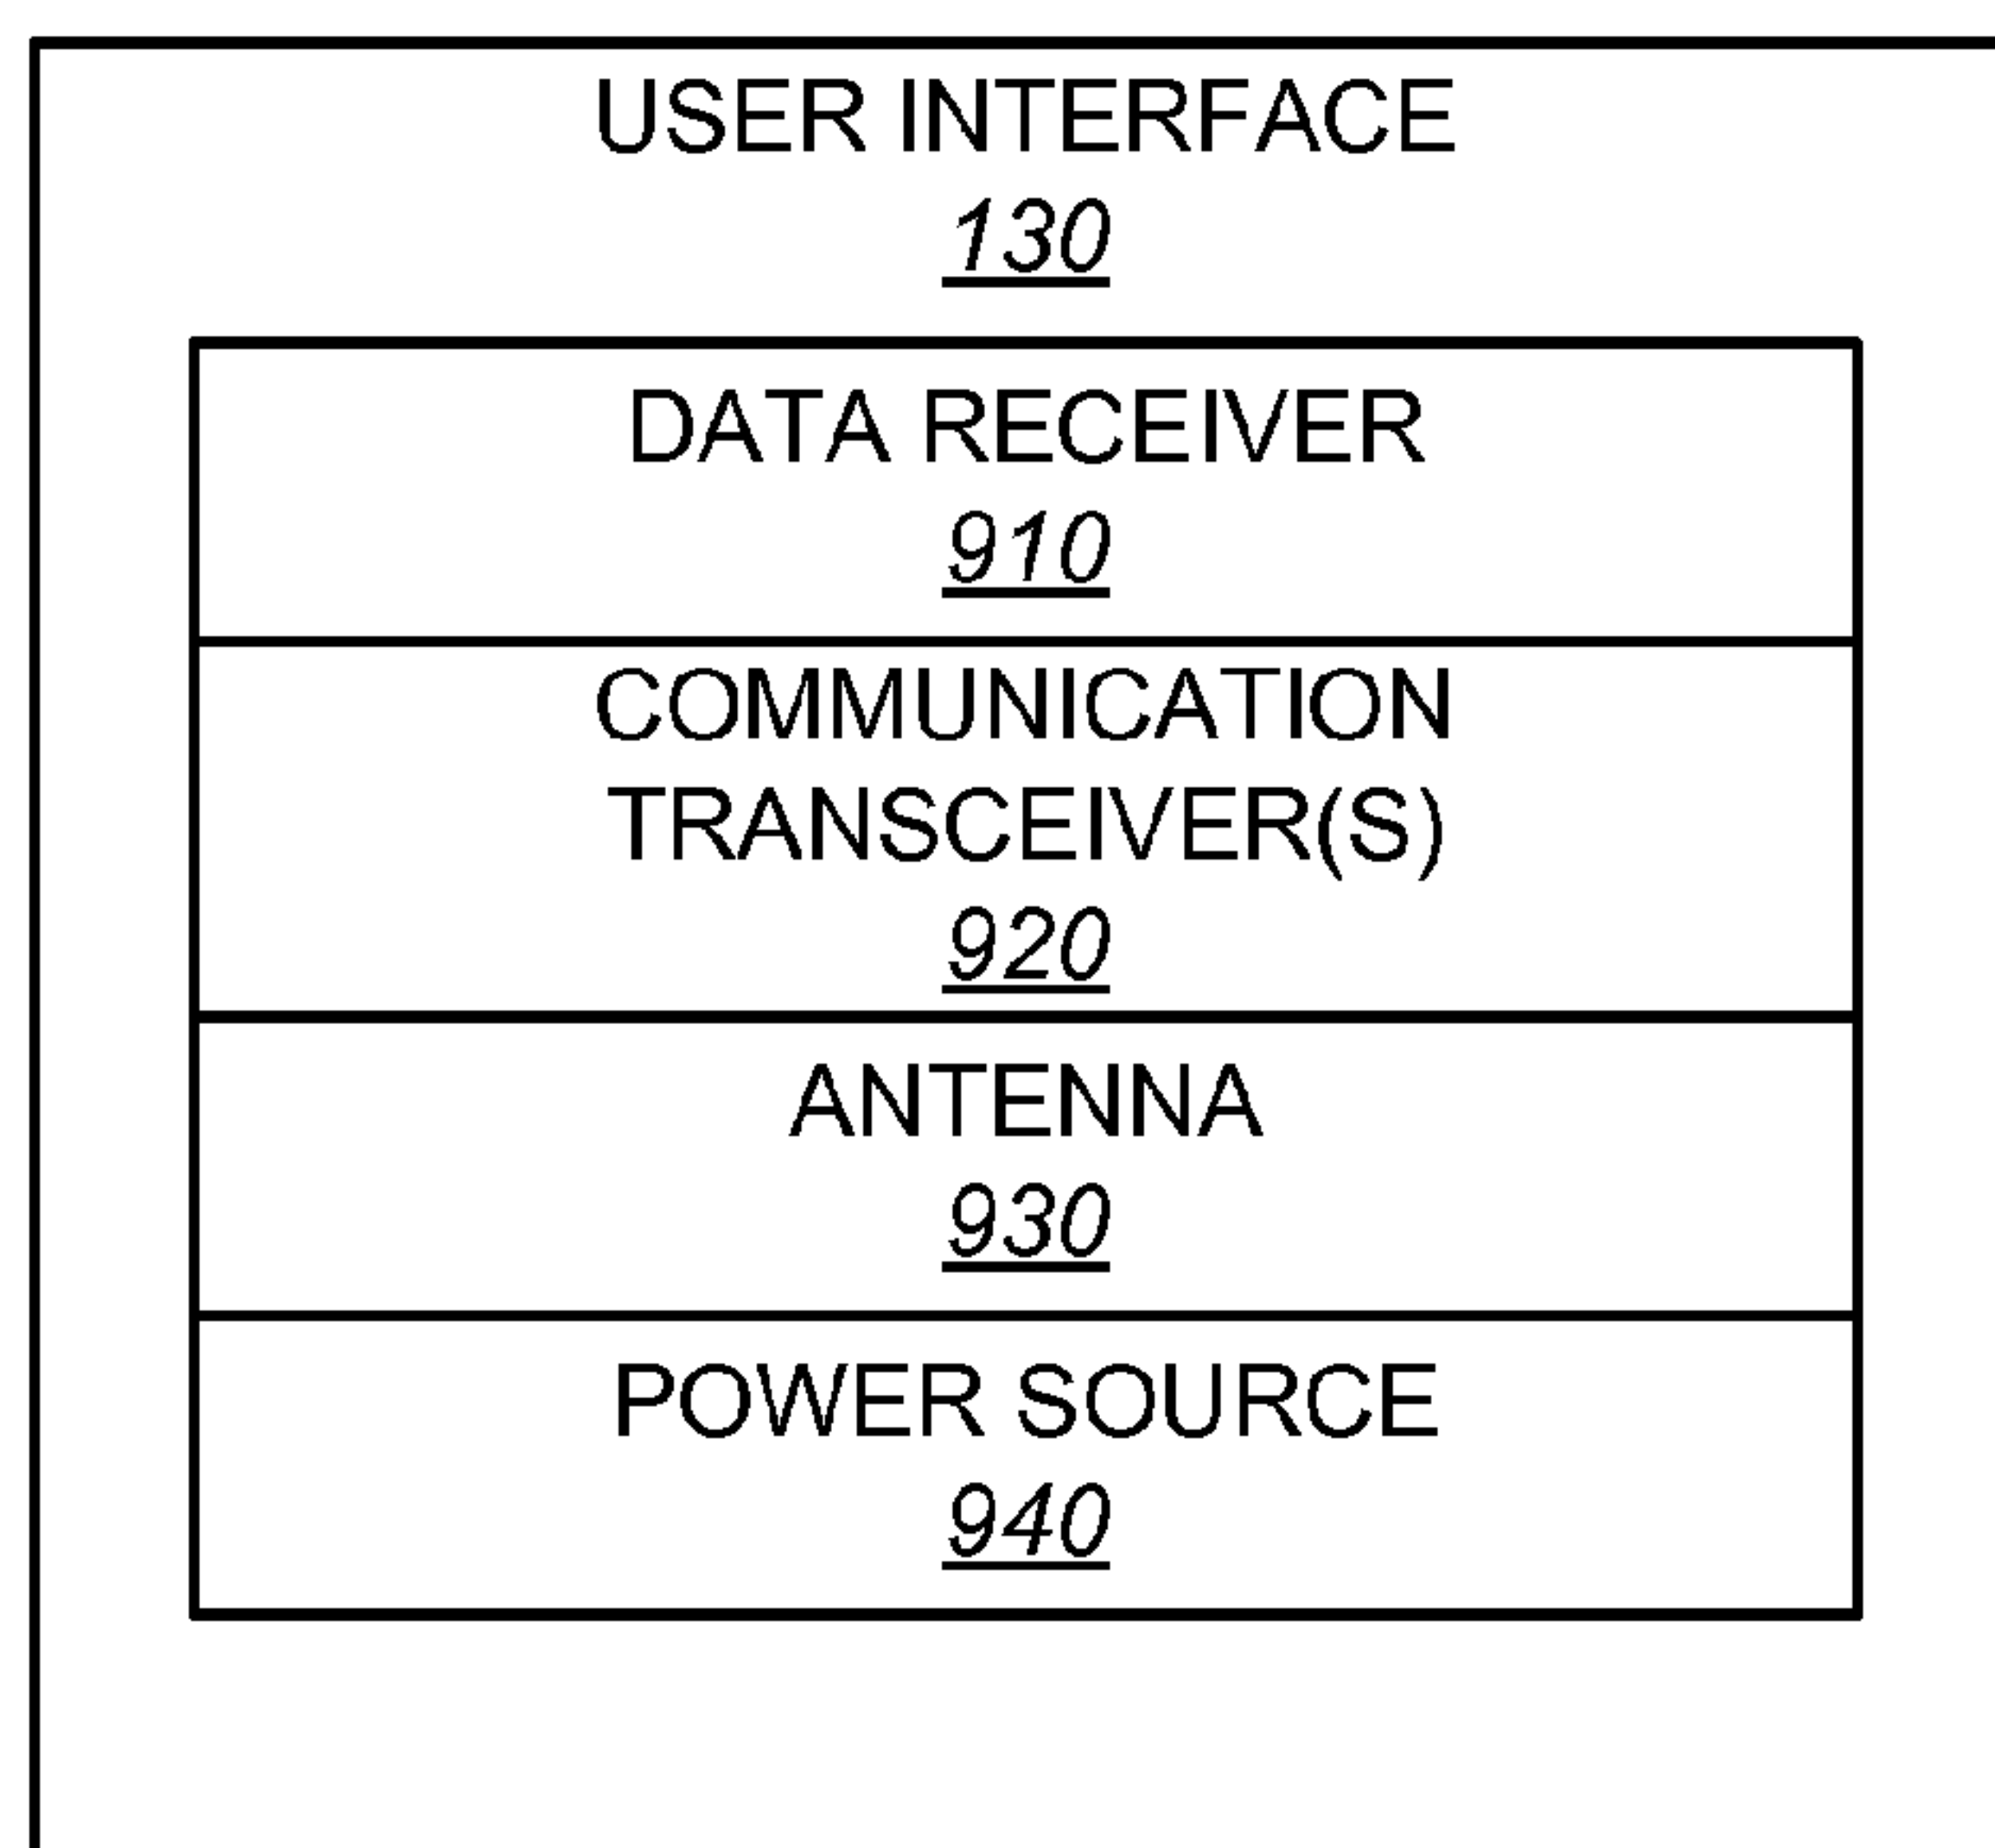 USER INTERFACE
130
DATA RECEIVER
910
COMMUNICATION
TRANSCEIVER(S)
920
ANTENNA
930
POWER SOURCE
940